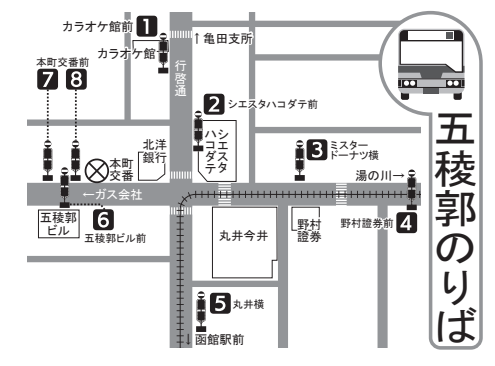 五稜郭のりば
カラオケ館前 1
カラオケ館
↑亀田支所
本町交番前
7 8
行啓通
2 シエスタハコダテ前
シエスタ
ハコダテ
北洋
銀行
本町
交番
3 ミスター
ドーナツ横
湯の川→
←ガス会社
五稜郭
ビル
6
五稜郭ビル前
丸井今井
野村
證券
野村證券前 4
5 丸井横
↓函館駅前